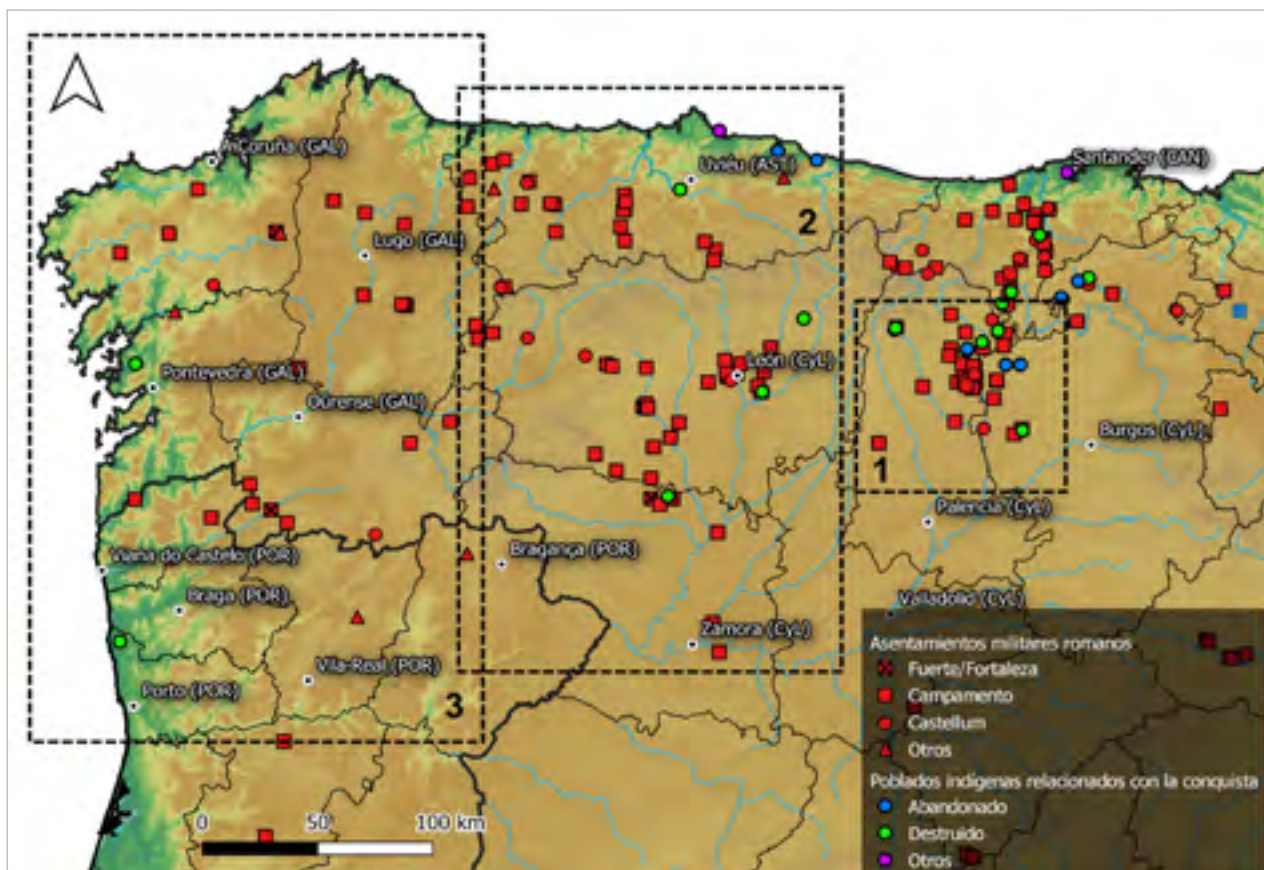 A Coruña (GAL)
Uviéu (AST)
Santander (CAN)
2
Lugo (GAL)
León (CyL)
Pontevedra (GAL)
Oûrense (GAL)
Burgos (CyL)
1
Palencia (CyL)
Viana do Castelo (POR)
Bragança (POR)
Braga (POR)
Valladolid (CyL)
Zamora (CyL)
Vila-Real (POR)
Porto (POR)
3
0 50 100 km
Asentamientos militares romanos
Fuerte/Fortaleza
Campamento
Castellum
Otros
Poblados indígenas relacionados con la conquista
Abandonado
Destruido
Otros